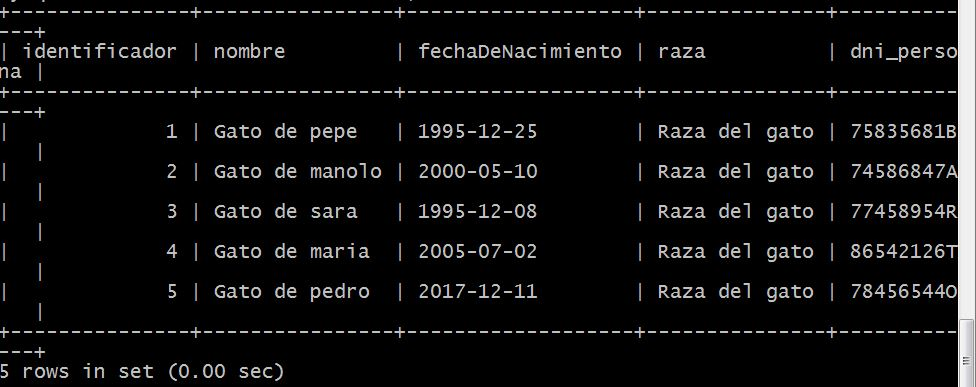 +---------------+----------------+-------------------+---------------+----------
---+
| identificador | nombre         | fechaDeNacimiento | raza          | dni_perso
na |
+---------------+----------------+-------------------+---------------+----------
---+
|             1 | Gato de pepe   | 1995-12-25        | Raza del gato | 75835681B
   |
|             2 | Gato de manolo | 2000-05-10        | Raza del gato | 74586847A
   |
|             3 | Gato de sara   | 1995-12-08        | Raza del gato | 77458954R
   |
|             4 | Gato de maria  | 2005-07-02        | Raza del gato | 86542126T
   |
|             5 | Gato de pedro  | 2017-12-11        | Raza del gato | 78456544O
   |
+---------------+----------------+-------------------+---------------+----------
---+
5 rows in set (0.00 sec)